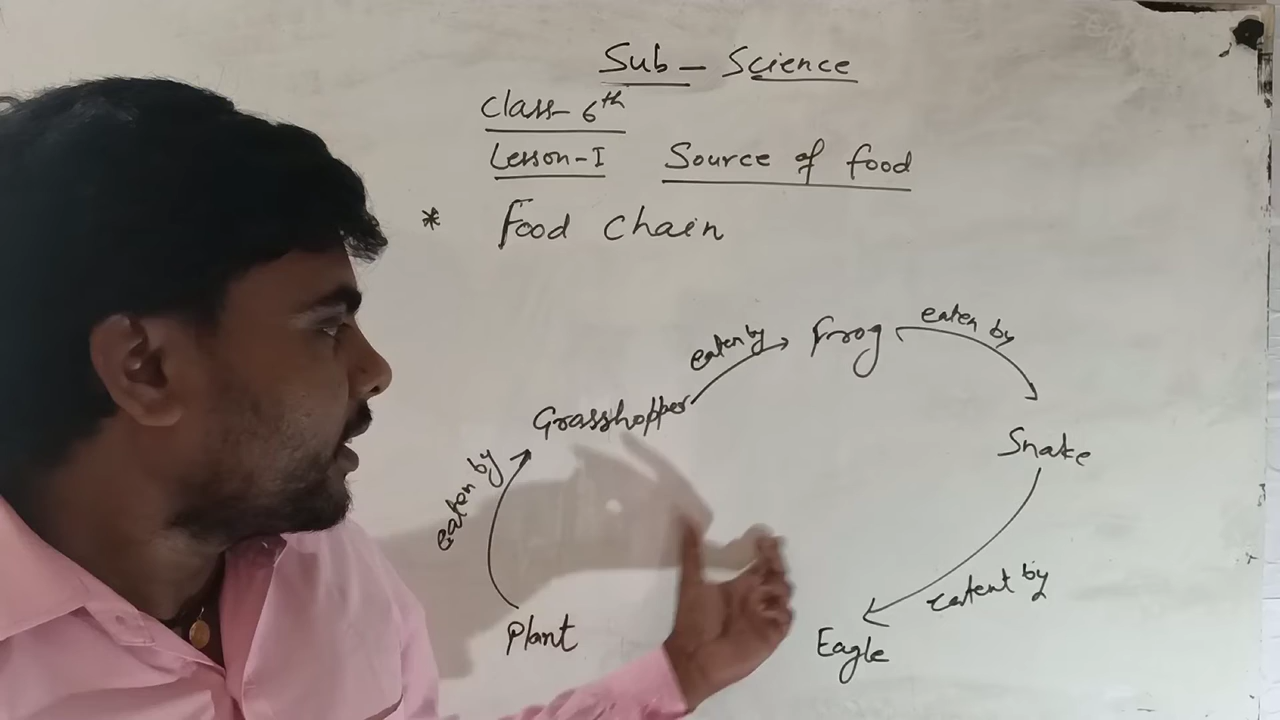 Sub - Science
Class - 6th
Lesson - I Source of food
* Food Chain
Plant
eaten by
Grasshopper
eaten by
Frog
eaten by
Snake
eatent by
Eagle